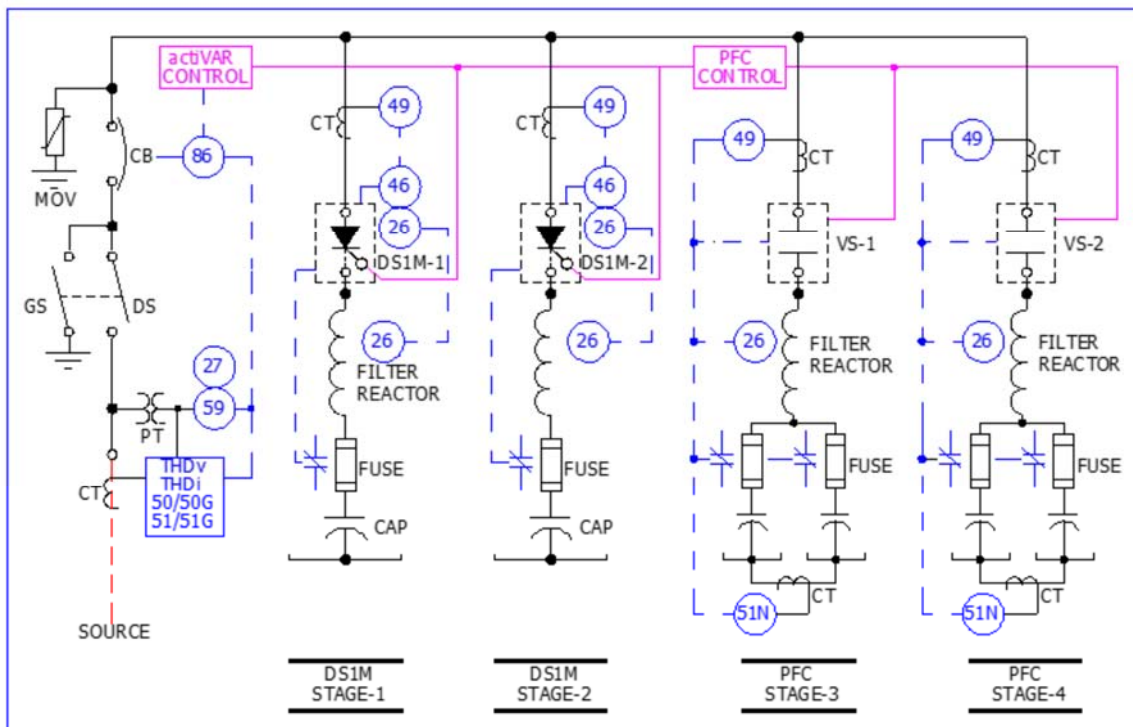 actiVAR
CONTROL
PFC
CONTROL
CT
49
CT
49
49
CT
49
CT
CB
86
MOV
46
26
46
26
DS1M-1
DS1M-2
VS-1
VS-2
GS
DS
26
FILTER
REACTOR
26
26
FILTER
REACTOR
26
FILTER
REACTOR
27
59
PT
THDv
THDi
50/50G
51/51G
CT
FUSE
FUSE
FUSE
FUSE
CAP
CAP
CT
CT
51N
51N
SOURCE
DS1M
STAGE-1
DS1M
STAGE-2
PFC
STAGE-3
PFC
STAGE-4